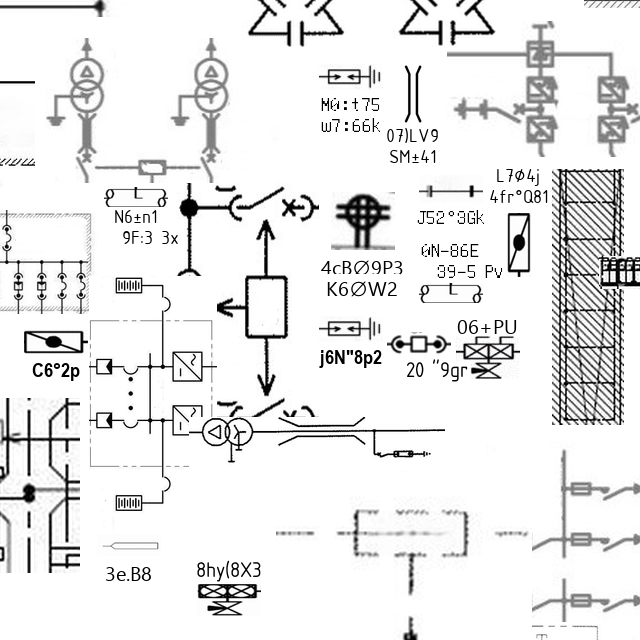 MØ:t75
w7:66k
07)LV9
SM±41
L7Ø4j
4fr°Q81
N6±n1
9F:3 3x
J52°3Gk
4cBØ9P3
K6ØW2
ØN-86E
39-5 Pv
L
L
06+PU
j6N"8p2
20 "9gr
C6°2p
3e.B8
8hy(8X3